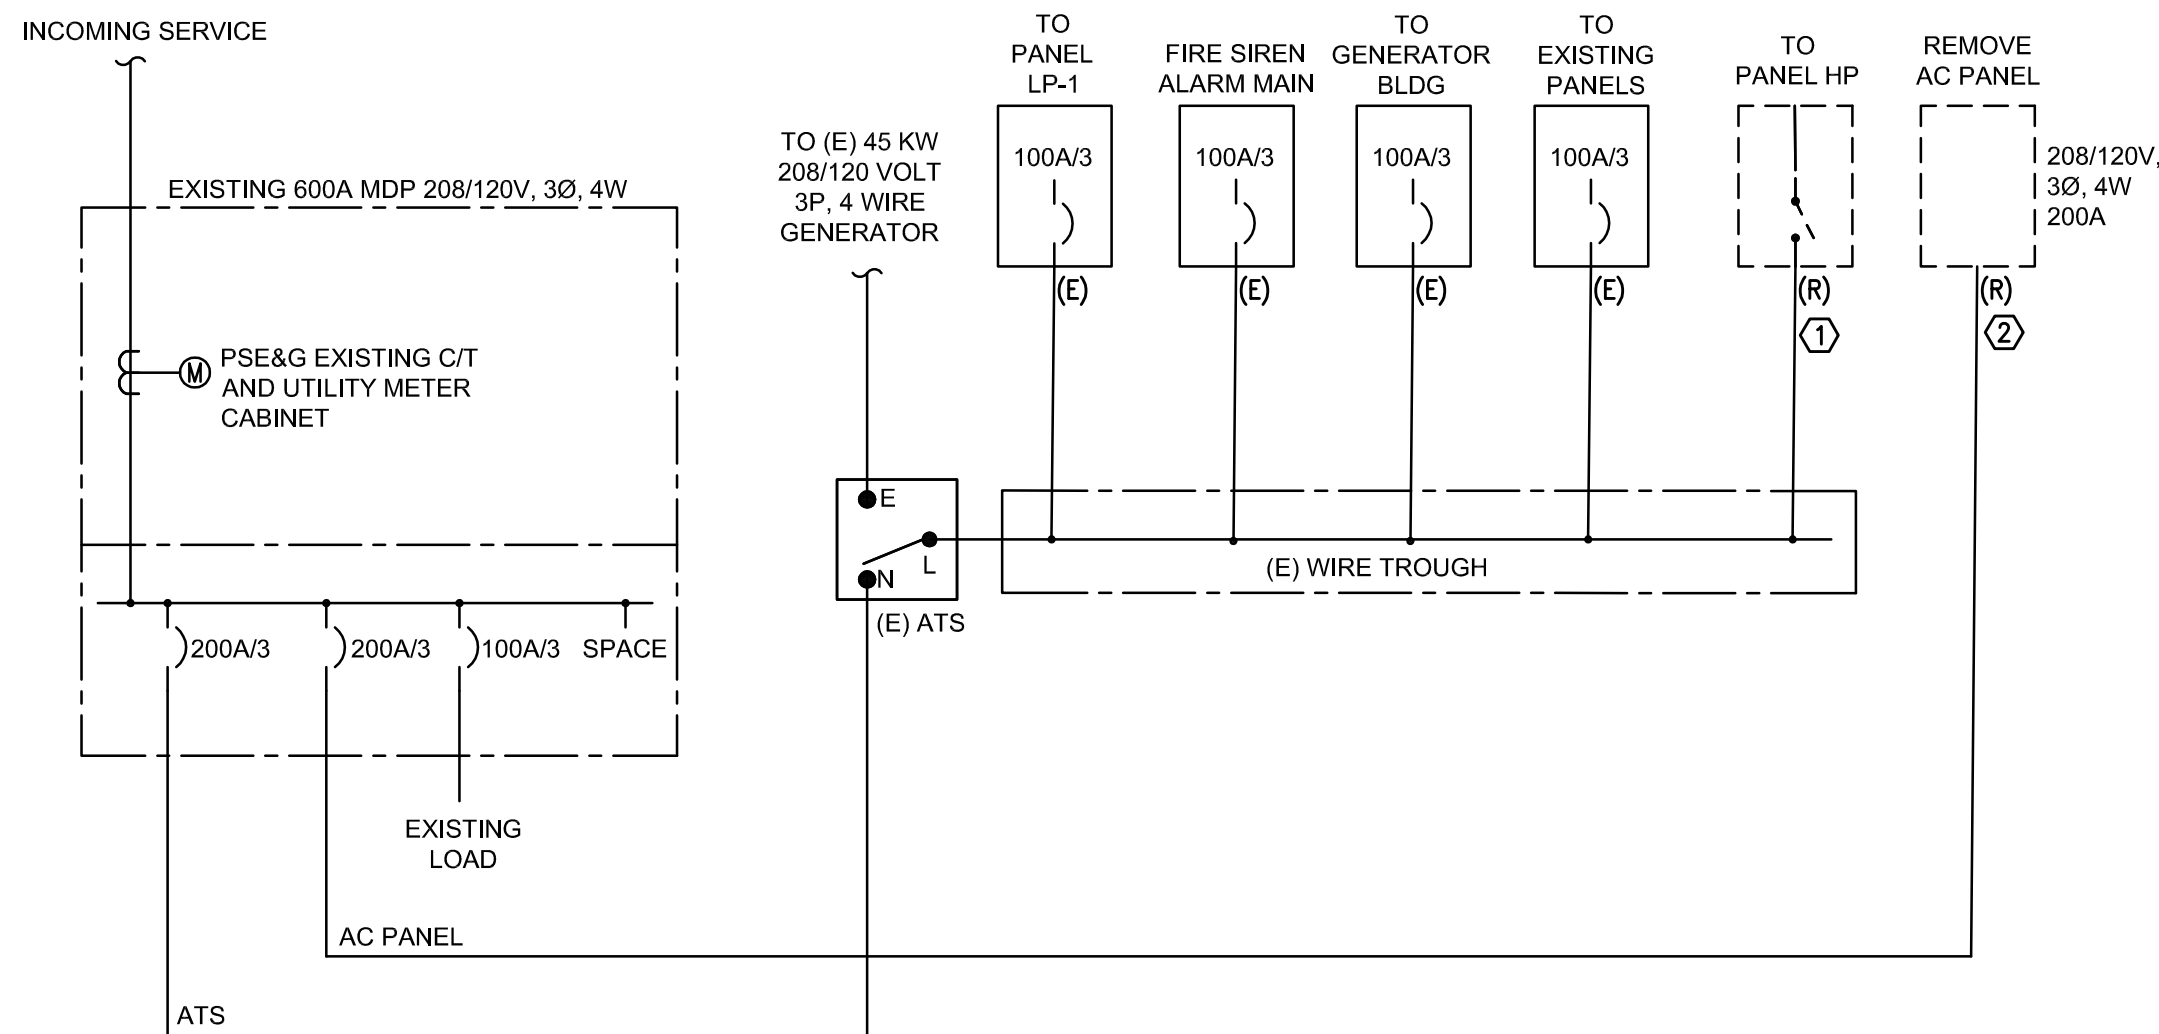 INCOMING SERVICE
EXISTING 600A MDP 208/120V, 3Ø, 4W
M
PSE&G EXISTING C/T
AND UTILITY METER
CABINET
200A/3
200A/3
100A/3
SPACE
EXISTING
LOAD
AC PANEL
ATS
TO (E) 45 KW
208/120 VOLT
3P, 4 WIRE
GENERATOR
E
N
L
(E) ATS
TO
PANEL
LP-1
100A/3
(E)
FIRE SIREN
ALARM MAIN
100A/3
(E)
TO
GENERATOR
BLDG
100A/3
(E)
TO
EXISTING
PANELS
100A/3
(E)
TO
PANEL HP
(R)
1
REMOVE
AC PANEL
208/120V,
3Ø, 4W
200A
(R)
2
(E) WIRE TROUGH